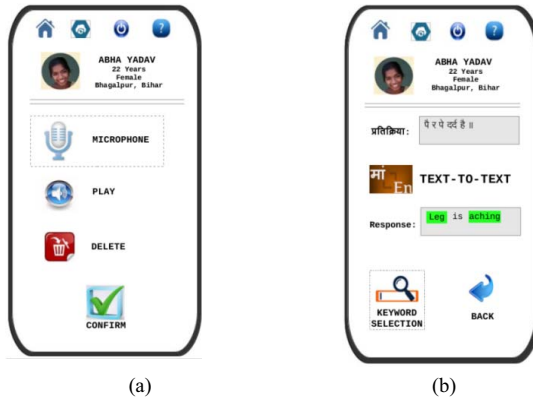 ABHA YADAV
22 Years
Female
Bhagalpur, Bihar
MICROPHONE
PLAY
DELETE
CONFIRM
(a)
ABHA YADAV
22 Years
Female
Bhagalpur, Bihar
प्रतिक्रिया: पै र पे दर्द है ॥
मां
En
TEXT-TO-TEXT
Response: Leg is aching
KEYWORD
SELECTION
BACK
(b)